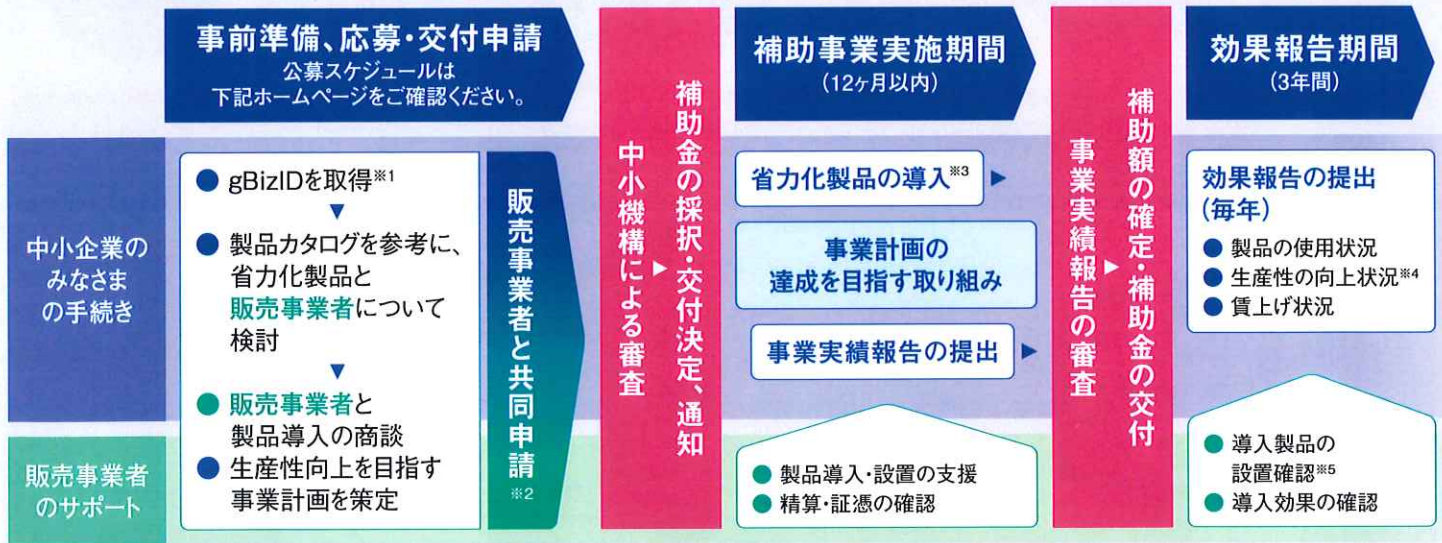 事前準備、応募・交付申請
公募スケジュールは
下記ホームページをご確認ください。
中小企業の
みなさま
の手続き
販売事業者
のサポート
● gBizIDを取得※1
▼
● 製品カタログを参考に、
省力化製品と
販売事業者について
検討
▼
● 販売事業者と
製品導入の商談
● 生産性向上を目指す
事業計画を策定
販売事業者と共同申請※2
中小機構による審査
▶
補助金の採択・交付決定、通知
補助事業実施期間
(12ヶ月以内)
省力化製品の導入※3 ▶
事業計画の
達成を目指す取り組み
事業実績報告の提出 ▶
● 製品導入・設置の支援
● 精算・証憑の確認
事業実績報告の審査
▶
補助額の確定・補助金の交付
効果報告期間
(3年間)
効果報告の提出
(毎年)
● 製品の使用状況
● 生産性の向上状況※4
● 賃上げ状況
● 導入製品の
設置確認※5
● 導入効果の確認